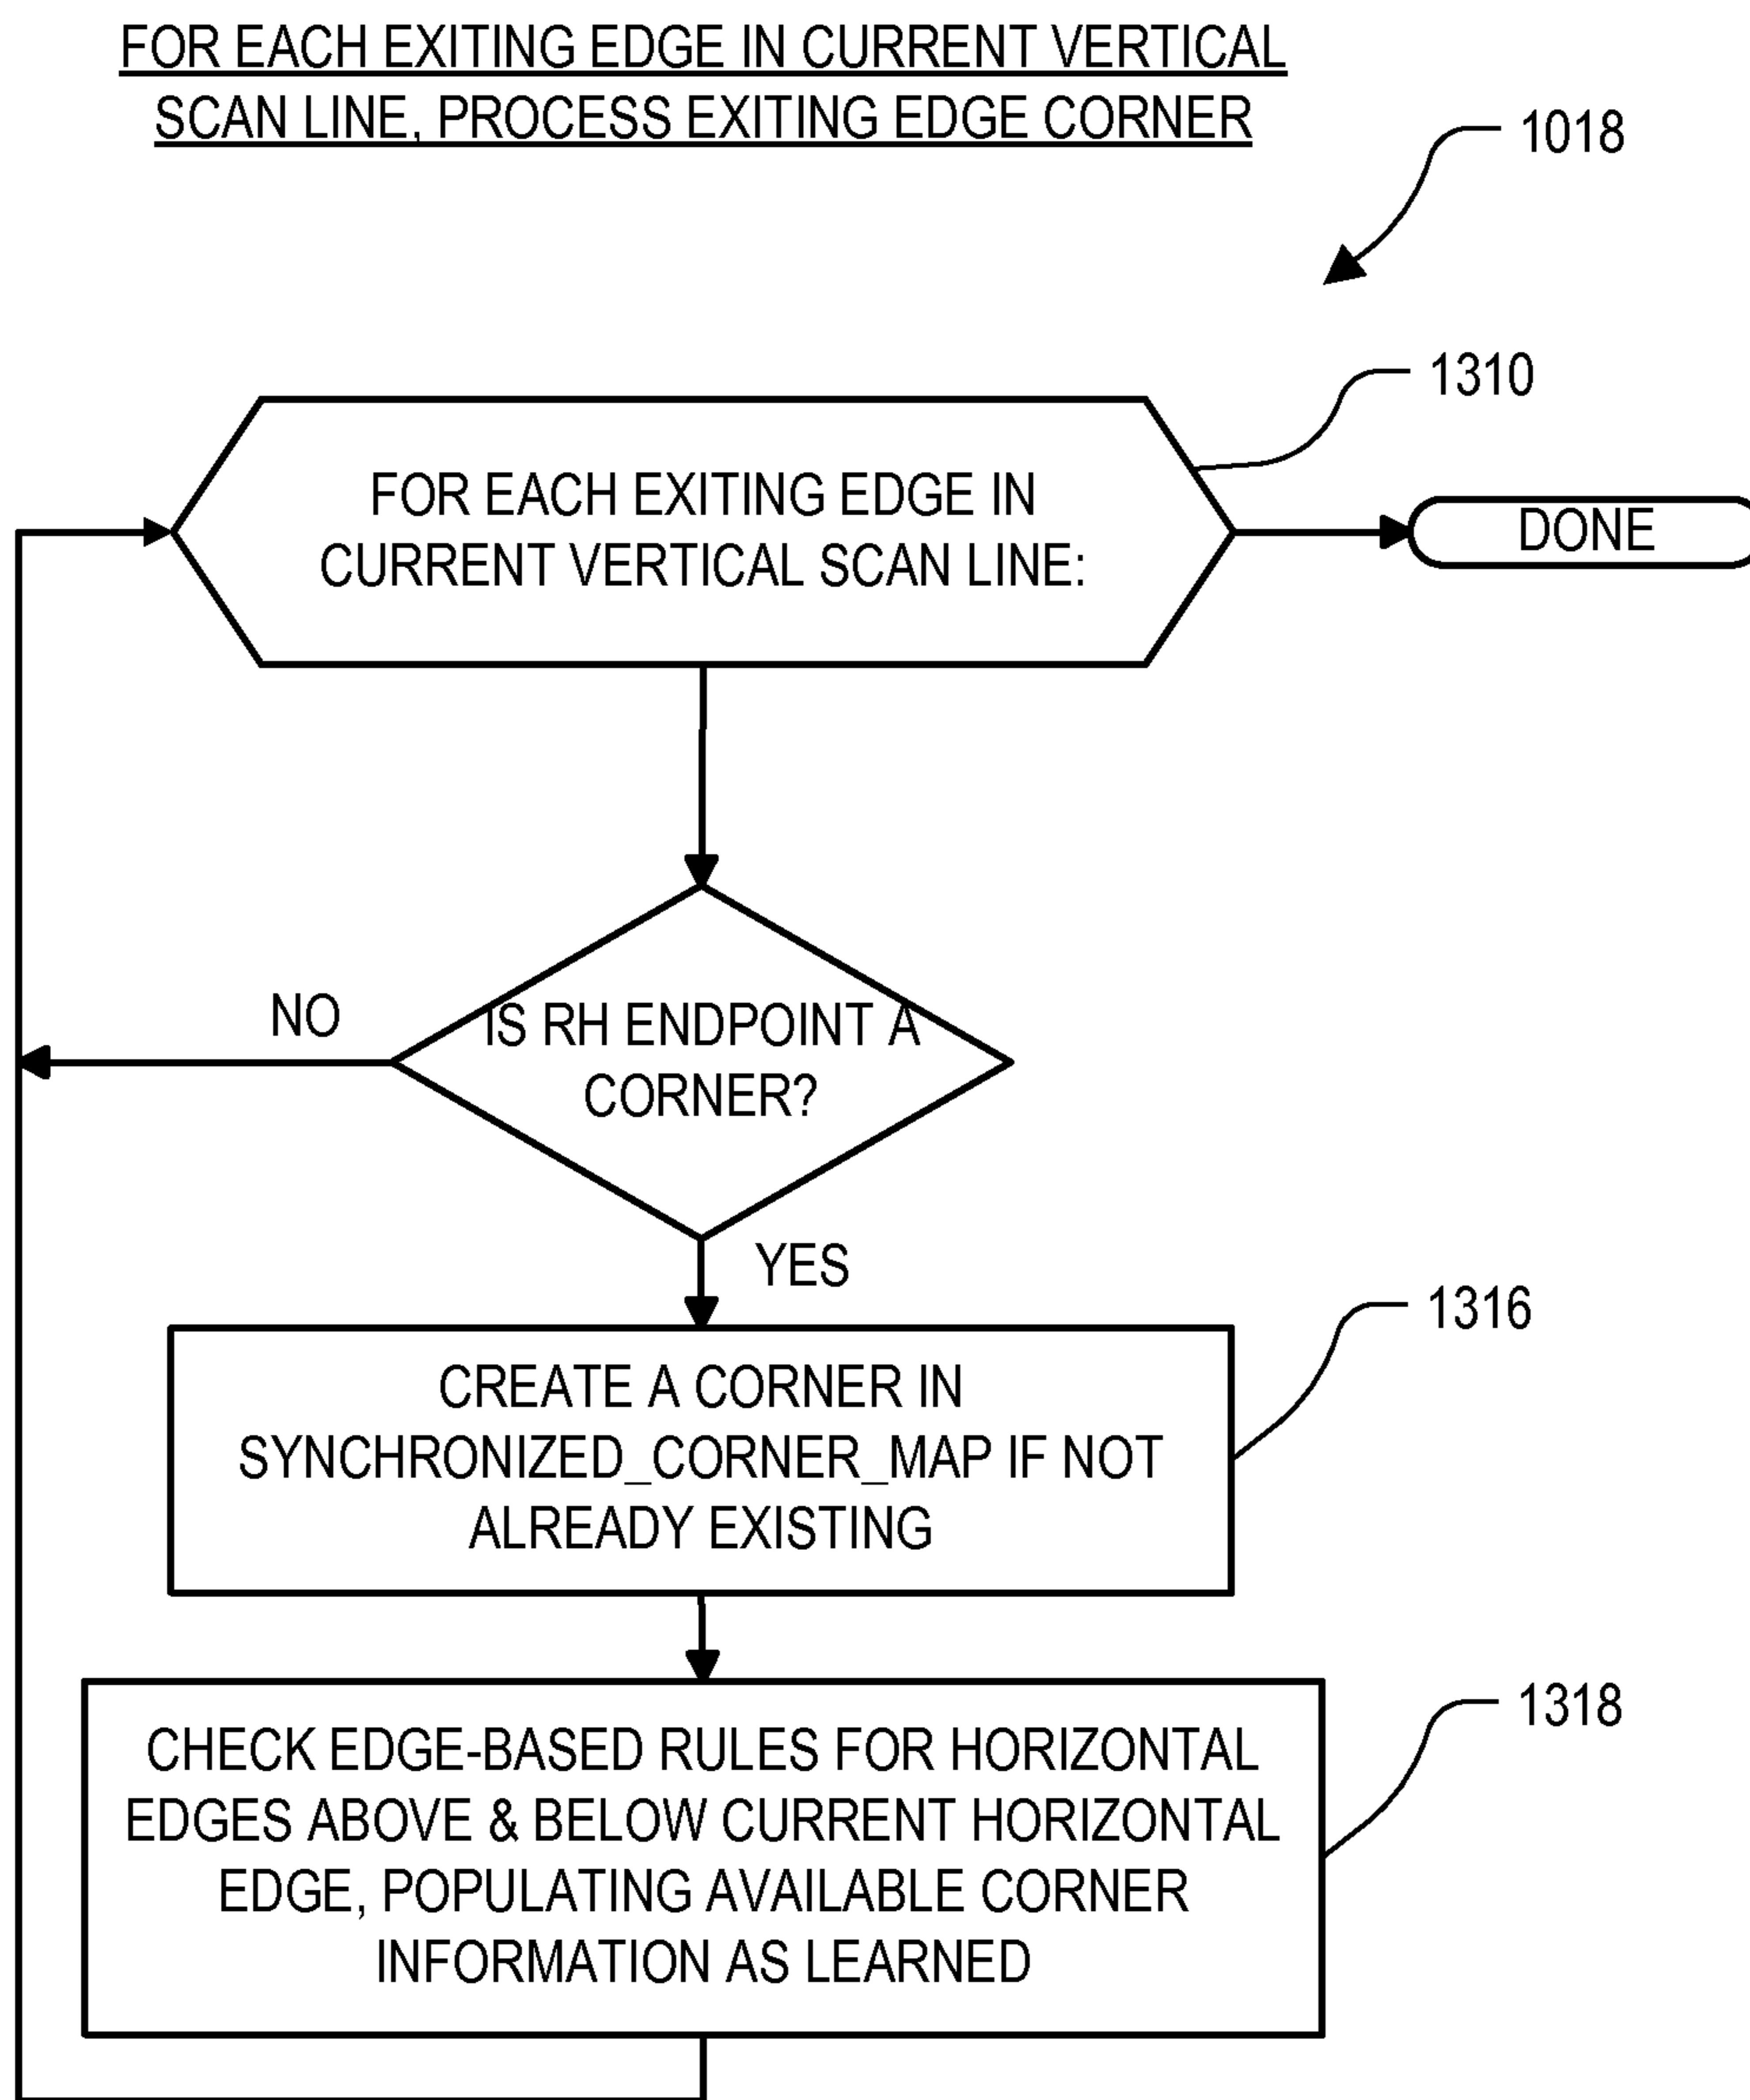 FOR EACH EXITING EDGE IN CURRENT VERTICAL
SCAN LINE, PROCESS EXITING EDGE CORNER
1018
1310
FOR EACH EXITING EDGE IN
CURRENT VERTICAL SCAN LINE:
DONE
NO
IS RH ENDPOINT A
CORNER?
YES
1316
CREATE A CORNER IN
SYNCHRONIZED_CORNER_MAP IF NOT
ALREADY EXISTING
1318
CHECK EDGE-BASED RULES FOR HORIZONTAL
EDGES ABOVE & BELOW CURRENT HORIZONTAL
EDGE, POPULATING AVAILABLE CORNER
INFORMATION AS LEARNED